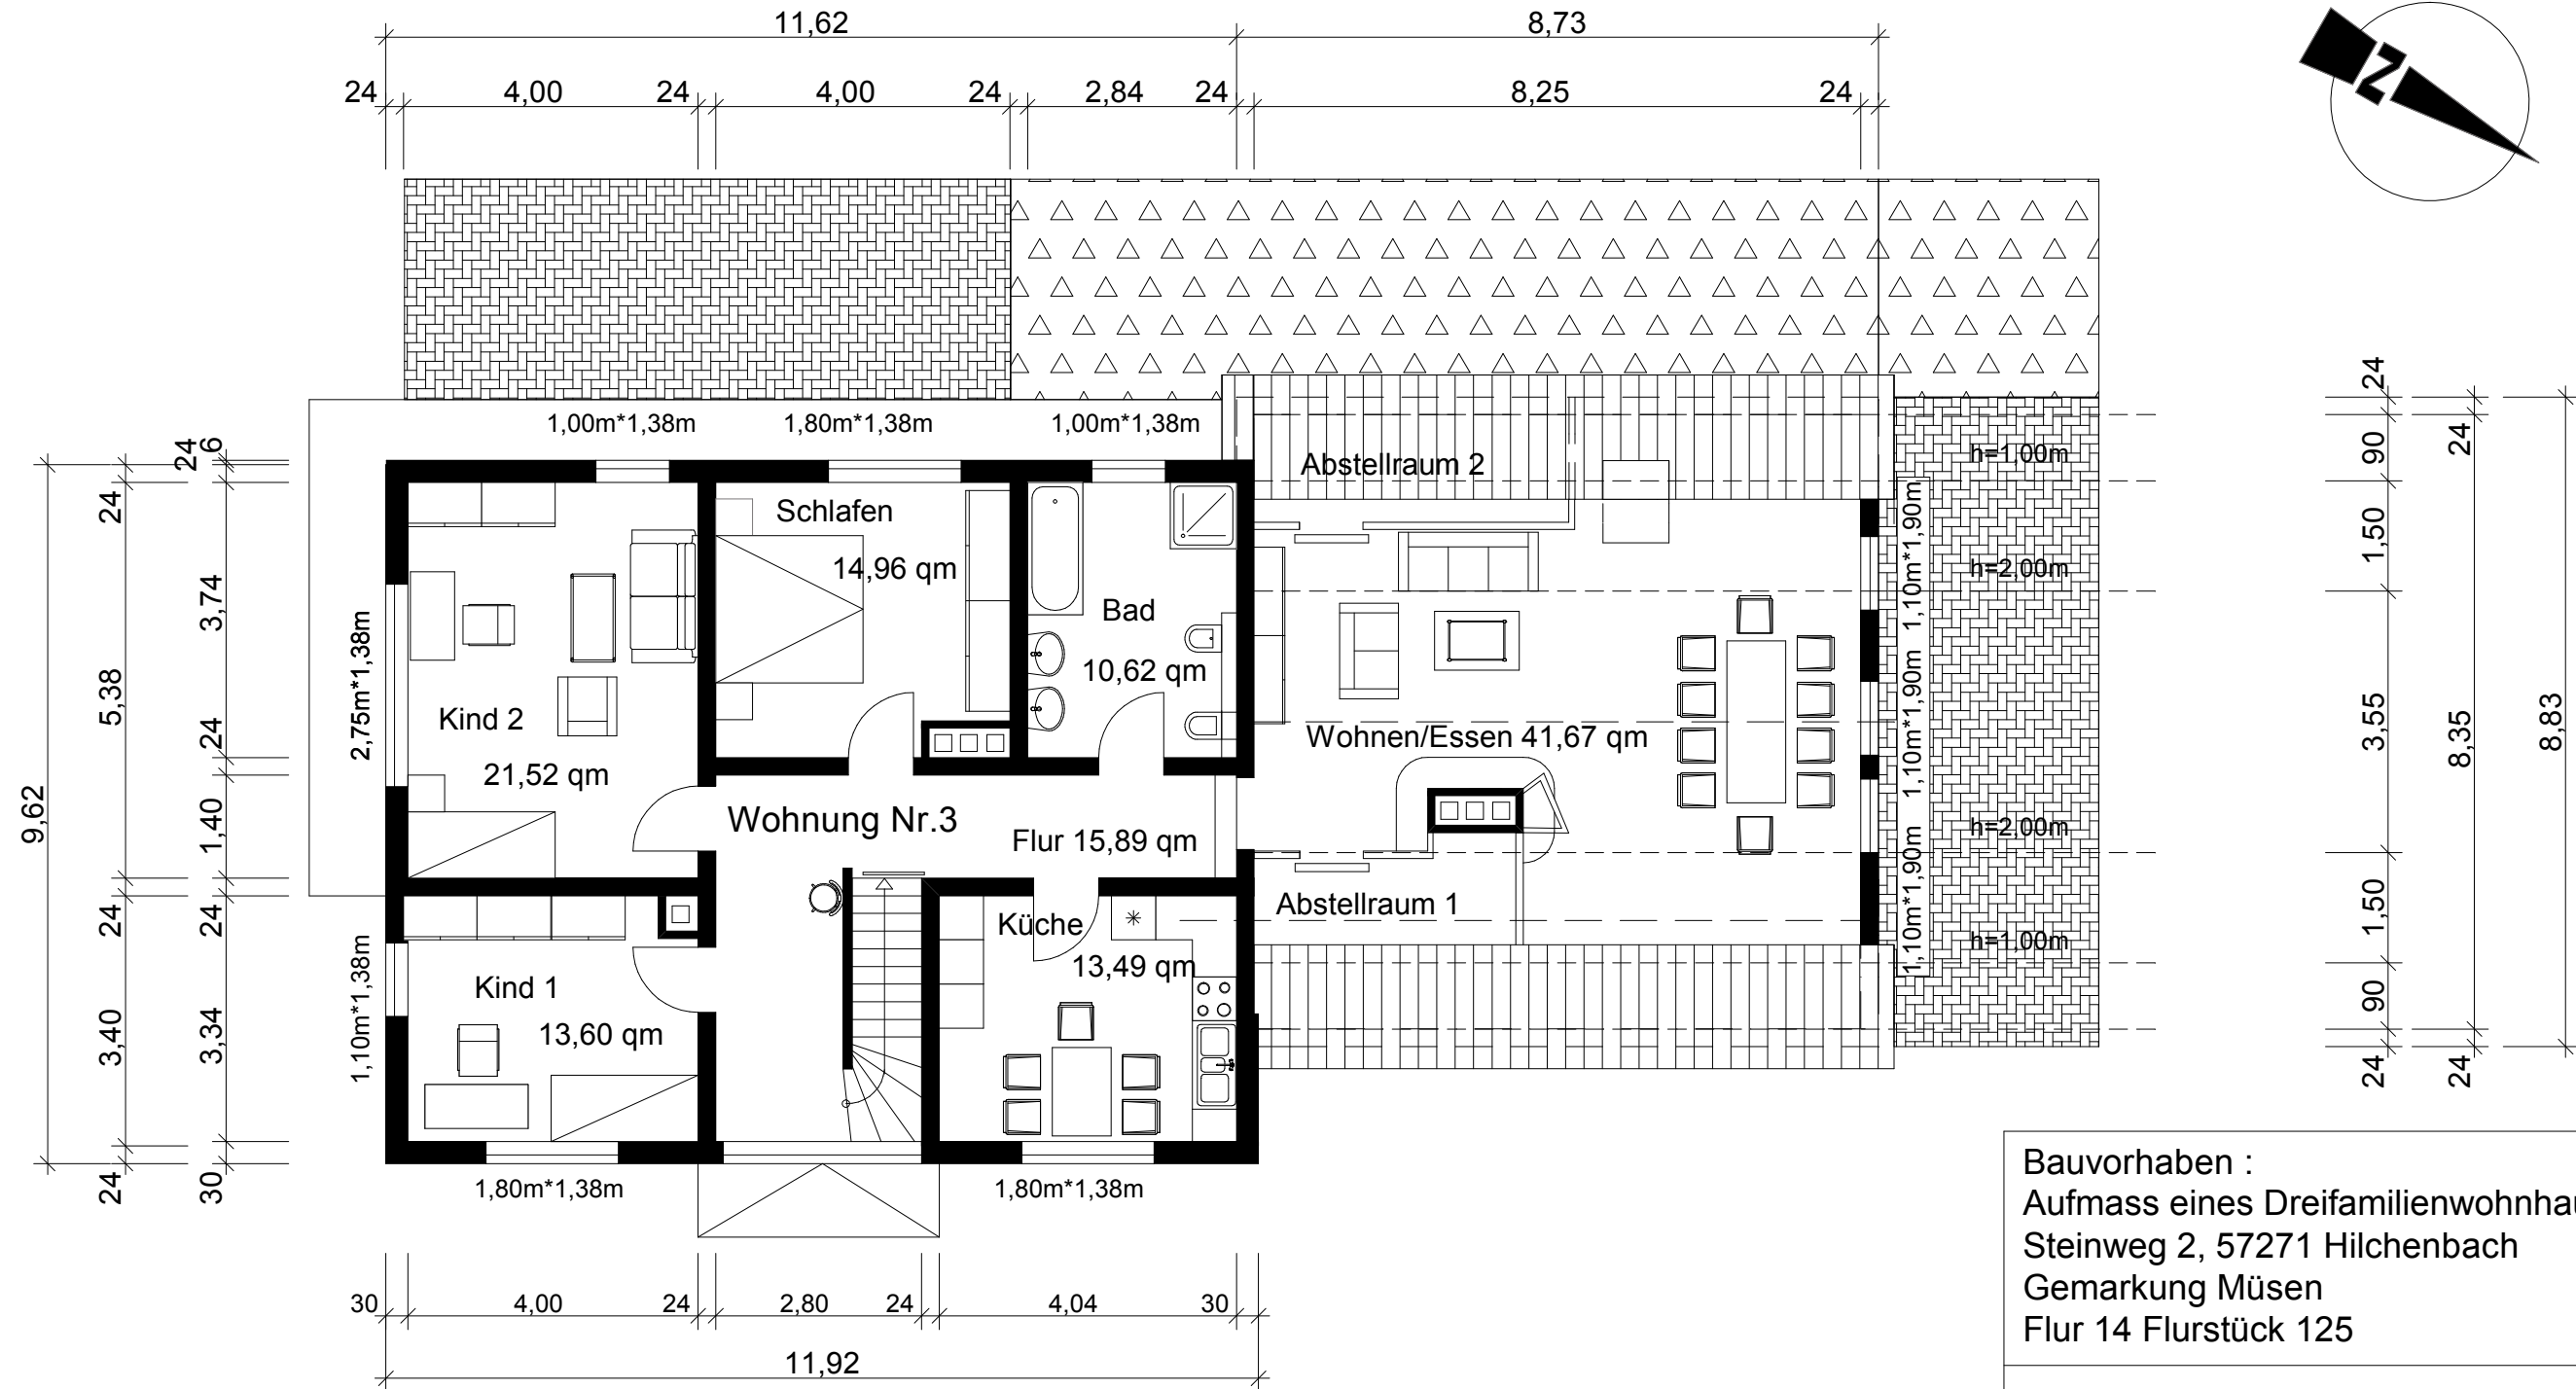 11,62
8,73
24
4,00
24
4,00
24
2,84
24
8,25
24
N
1,00m*1,38m
1,80m*1,38m
1,00m*1,38m
Abstellraum 2
h=1,00m
Schlafen
14,96 qm
Bad
10,62 qm
h=2,00m
Kind 2
21,52 qm
Wohnen/Essen 41,67 qm
Wohnung Nr.3
Flur 15,89 qm
h=2,00m
Abstellraum 1
Küche
13,49 qm
h=1,00m
Kind 1
13,60 qm
2,75m*1,38m
1,10m*1,38m
1,10m*1,90m
1,10m*1,90m
1,10m*1,90m
1,10m*1,90m
9,62
24
5,38
24
3,40
24
24
6
3,74
24
1,40
24
3,34
30
24
90
1,50
3,55
1,50
90
24
24
8,35
24
8,83
1,80m*1,38m
1,80m*1,38m
30
4,00
24
2,80
24
4,04
30
11,92
Bauvorhaben :
Aufmass eines Dreifamilienwohnhau
Steinweg 2, 57271 Hilchenbach
Gemarkung Müsen
Flur 14 Flurstück 125